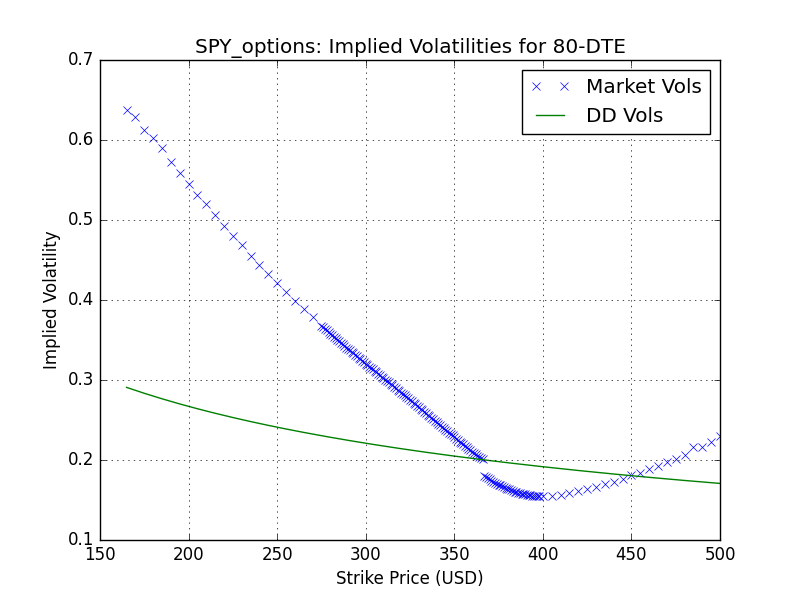 SPY_options: Implied Volatilities for 80-DTE
0.7
0.6
0.5
0.4
0.3
0.2
0.1
Implied Volatility
Market Vols
DD Vols
150 200 250 300 350 400 450 500
Strike Price (USD)